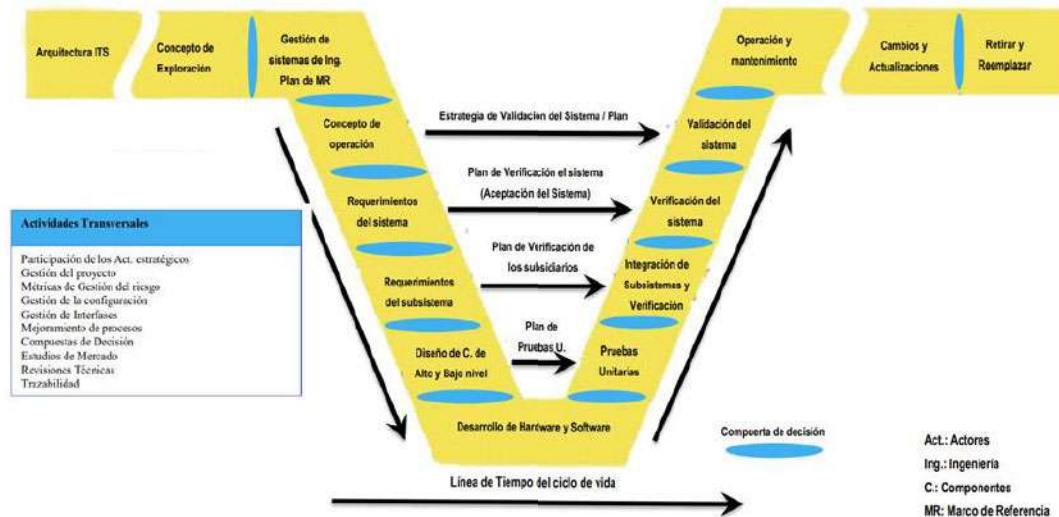 Arquitectura ITS
Concepto de
Exploración
Gestión de
sistemas de Ing.
Plan de MR
Operación y
mantenimiento
Cambios y
Actualizaciones
Retirar y
Reemplazar
Concepto de
operación
Estrategia de Validacion del Sistema / Plan
Validación del
sistema
Requerimientos
del sistema
Plan de Verificación el sistema
(Aceptación del Sistema)
Verificación del
sistema
Requerimientos
del subsistema
Plan de Verificación de
los subsidiarios
Integración de
Subsistemas y
Verificación
Diseño de C. de
Alto y Bajo nivel
Plan de
Pruebas U.
Pruebas
Unitarias
Desarrollo de Hardware y Software
Línea de Tiempo del ciclo de vida
Actividades Transversales
Participación de los Act. estratégicos
Gestión del proyecto
Métricas de Gestión del riesgo
Gestión de la configuración
Gestión de Interfases
Mejoramiento de procesos
Compuestas de Decisión
Estudios de Mercado
Revisiones Técnicas
Trazabilidad
Compuerta de decisión
Act.: Actores
Ing.: Ingeniería
C.: Componentes
MR: Marco de Referencia